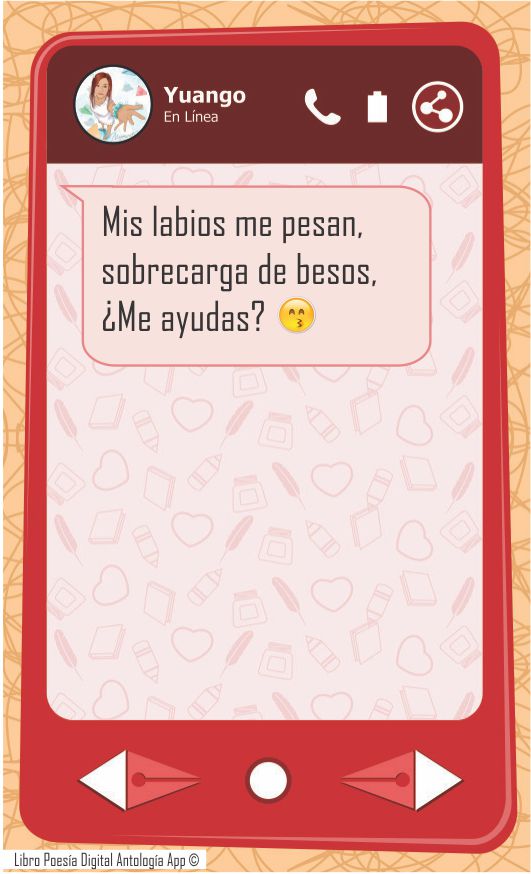 Yuango
En Línea
Mis labios me pesan,
sobrecarga de besos,
¿Me ayudas? 😙
Libro Poesía Digital Antología App ©